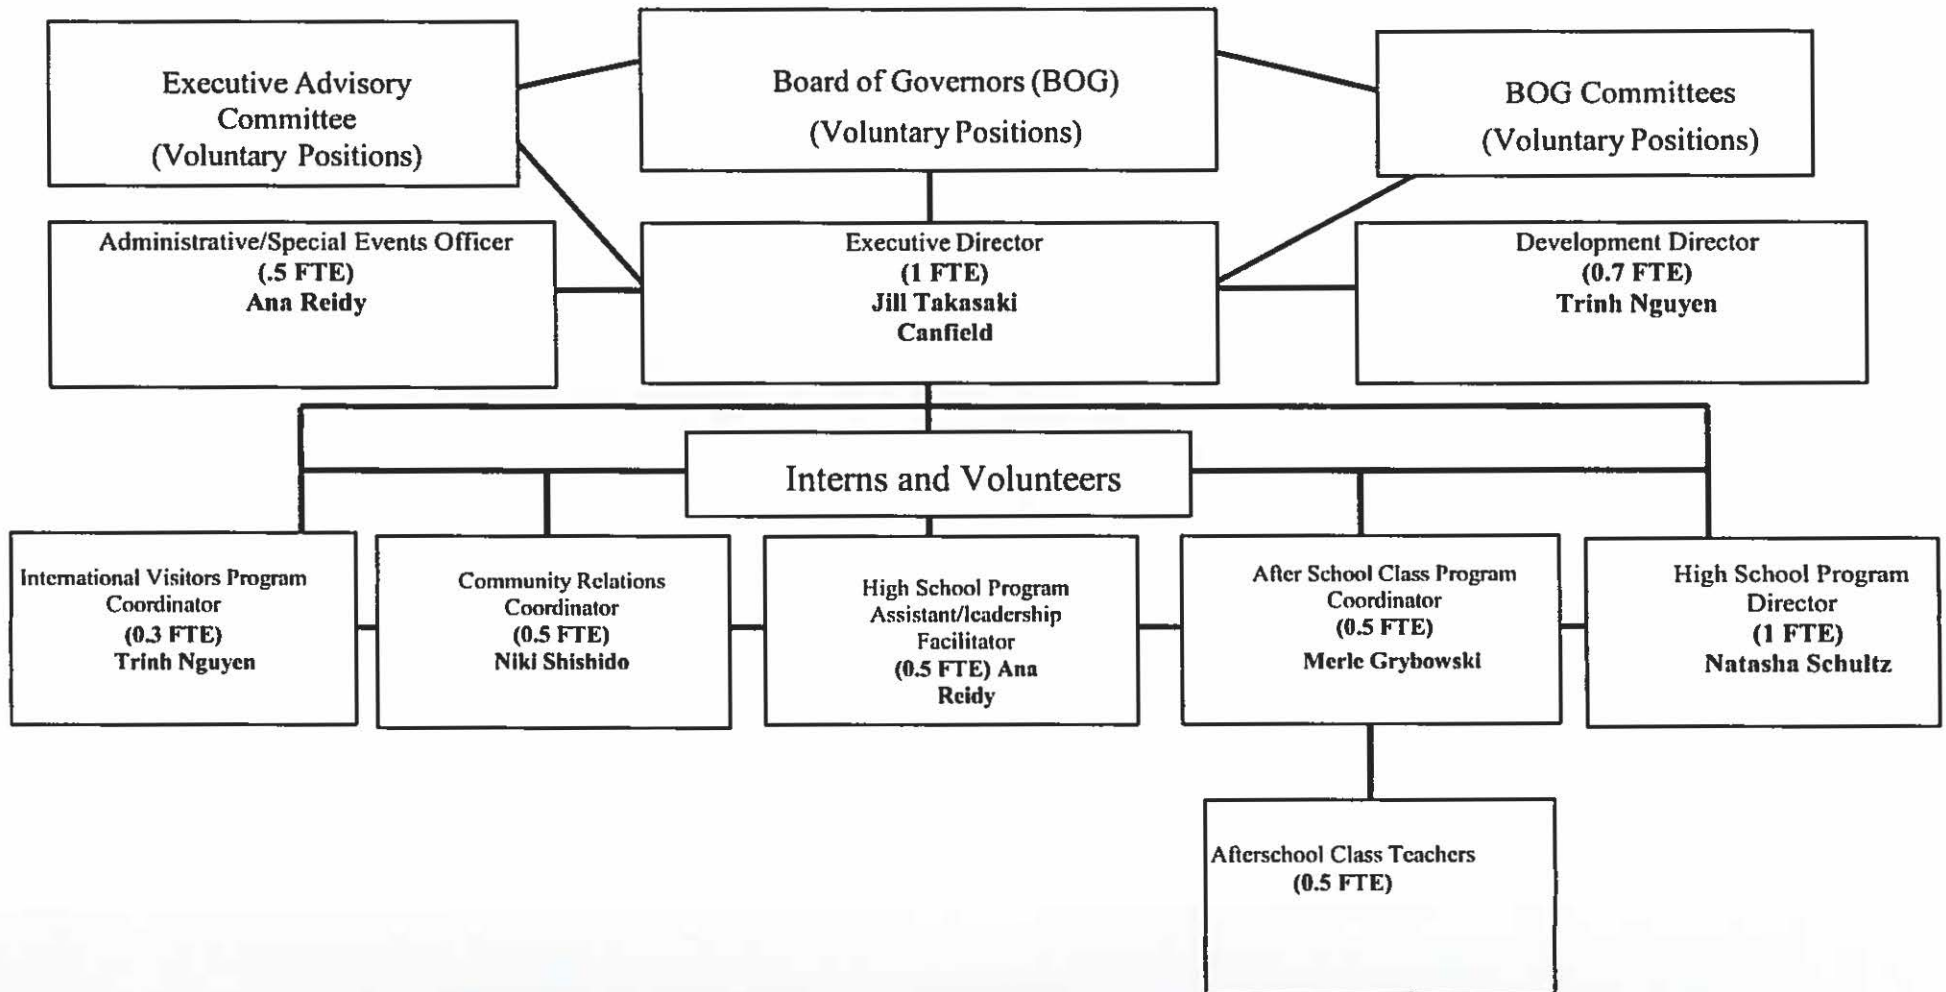 Executive Advisory
Committee
(Voluntary Positions)
Board of Governors (BOG)
(Voluntary Positions)
BOG Committees
(Voluntary Positions)
Administrative/Special Events Officer
(.5 FTE)
Ana Reidy
Executive Director
(1 FTE)
Jill Takasaki
Canfield
Development Director
(0.7 FTE)
Trinh Nguyen
Interns and Volunteers
International Visitors Program
Coordinator
(0.3 FTE)
Trinh Nguyen
Community Relations
Coordinator
(0.5 FTE)
Niki Shishido
High School Program
Assistant/leadership
Facilitator
(0.5 FTE) Ana
Reidy
After School Class Program
Coordinator
(0.5 FTE)
Merle Grybowski
High School Program
Director
(1 FTE)
Natasha Schultz
Afterschool Class Teachers
(0.5 FTE)